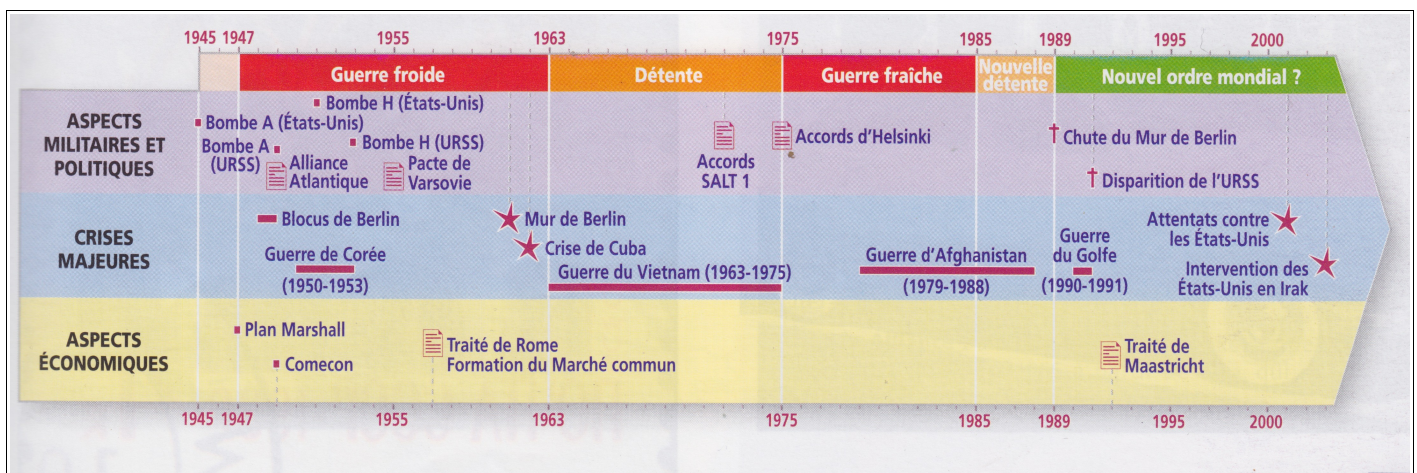 1945 1947 1955 1963 1975 1985 1989 1995 2000
Guerre froide
Détente
Guerre fraîche
Nouvelle
détente
Nouvel ordre mondial ?
ASPECTS
MILITAIRES ET
POLITIQUES
Bombe H (États-Unis)
Bombe A (États-Unis)
Bombe A
(URSS)
Bombe H (URSS)
Alliance
Atlantique
Pacte de
Varsovie
Accords
SALT 1
Accords d'Helsinki
Chute du Mur de Berlin
Disparition de l'URSS
CRISES
MAJEURES
Blocus de Berlin
Guerre de Corée
(1950-1953)
Mur de Berlin
Crise de Cuba
Guerre du Vietnam (1963-1975)
Guerre d'Afghanistan
(1979-1988)
Guerre
du Golfe
(1990-1991)
Attentats contre
les États-Unis
Intervention des
États-Unis en Irak
ASPECTS
ÉCONOMIQUES
Plan Marshall
Comecon
Traité de Rome
Formation du Marché commun
Traité de
Maastricht
1945 1947 1955 1963 1975 1985 1989 1995 2000